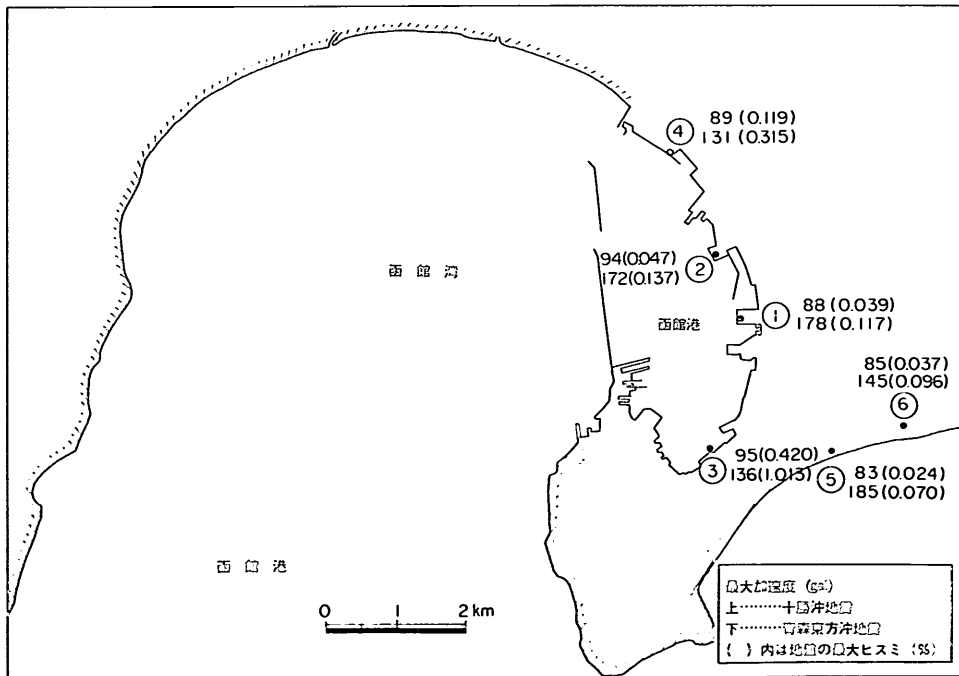 89 (0.119)
④ 131 (0.315)
94(0.047)
172(0.137) ②
函館湾
函館港
① 88 (0.039)
178 (0.117)
85(0.037)
145(0.096)
⑥
95(0.420)
③ 136(1.013)
⑤ 83 (0.024)
185(0.070)
函館港
0 1 2 km
最大加速度 (gal)
上………十勝沖地震
下………青森東方沖地震
( ) 内は地盤の最大ヒズミ (%)